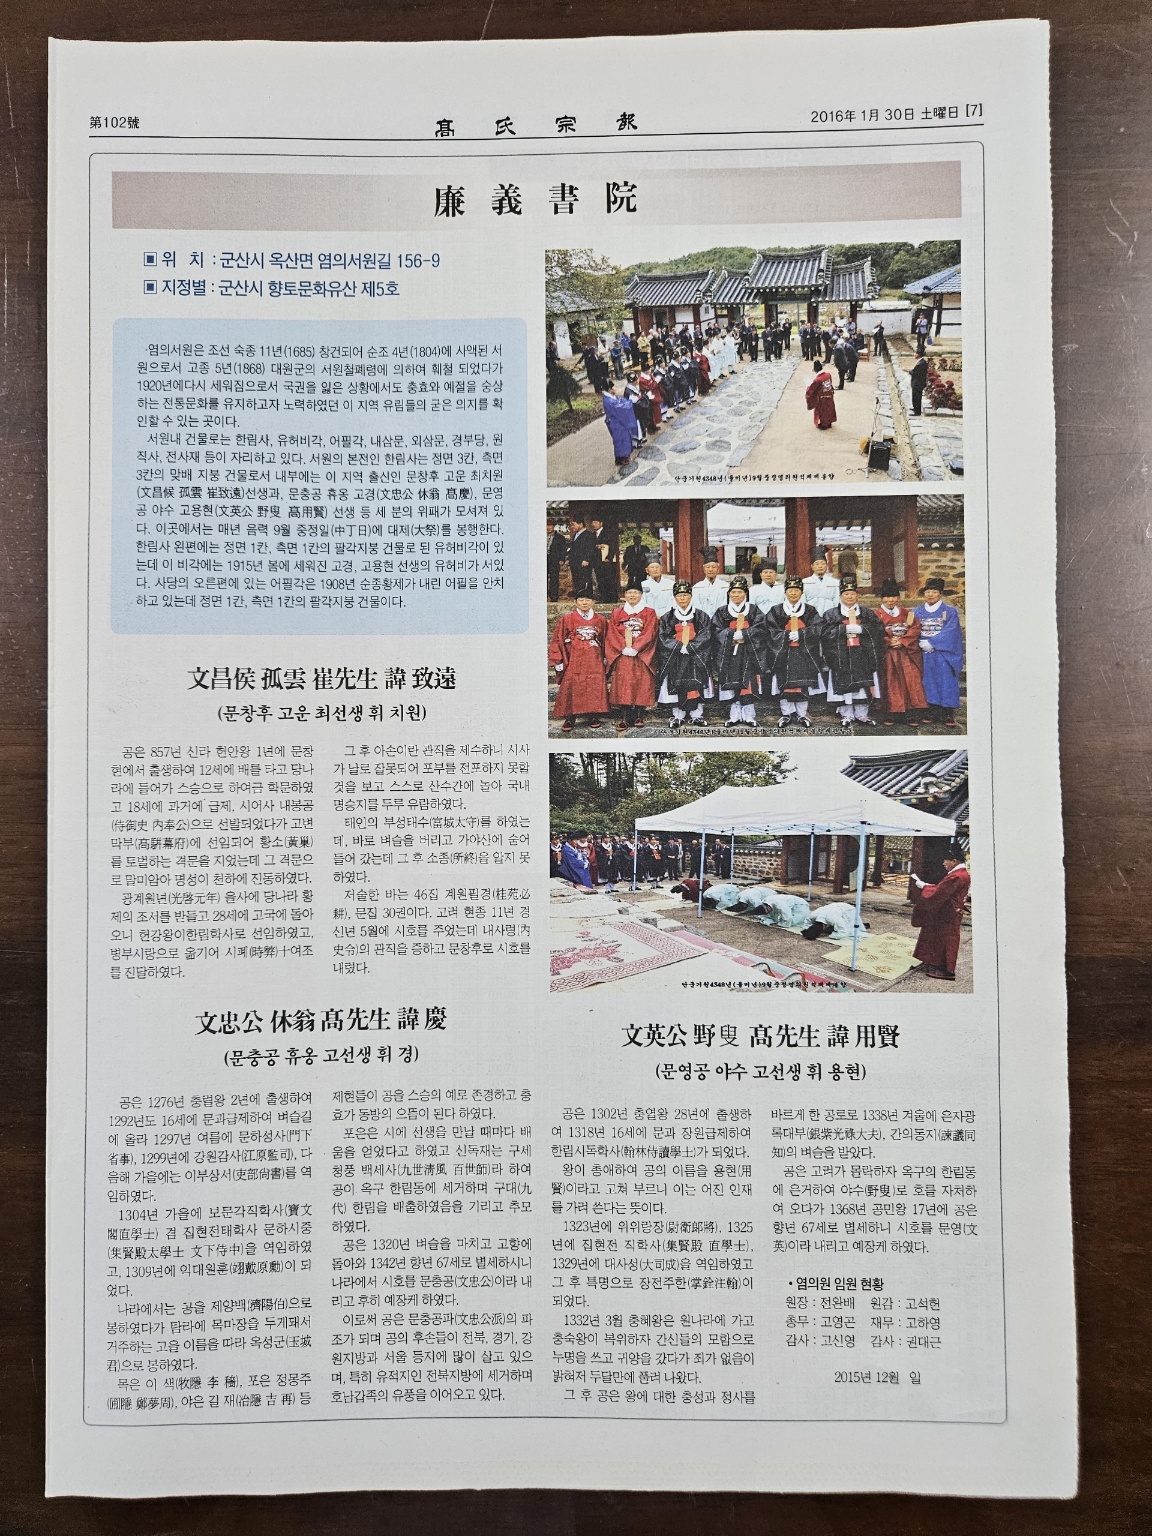 第102號
髙氏宗報
2016年 1月 30日 土曜日 [7]
廉義書院
▣ 위 치 : 군산시 옥산면 염의서원길 156-9
▣ 지정별 : 군산시 향토문화유산 제5호
·염의서원은 조선 숙종 11년(1685) 창건되어 순조 4년(1804)에 사액된 서
원으로서 고종 5년(1868) 대원군의 서원철폐령에 의하여 훼철 되었다가
1920년에다시 세워짐으로서 국권을 잃은 상황에서도 충효와 예절을 숭상
하는 전통문화를 유지하고자 노력하였던 이 지역 유림들의 굳은 의지를 확
인할 수 있는 곳이다.
서원내 건물로는 한림사, 유허비각, 어필각, 내삼문, 외삼문, 경부당, 원
직사, 전사재 등이 자리하고 있다. 서원의 본전인 한림사는 정면 3칸, 측면
3칸의 맞배 지붕 건물로서 내부에는 이 지역 출신인 문창후 고운 최치원
(文昌候 孤雲 崔致遠)선생과, 문충공 휴옹 고경(文忠公 休翁 髙慶), 문영
공 야수 고용현(文英公 野叟 髙用賢) 선생 등 세 분의 위패가 모셔져 있
다. 이곳에서는 매년 음력 9월 중정일(中丁日)에 대제(大祭)를 봉행한다.
한림사 왼편에는 정면 1칸, 측면 1칸의 팔각지붕 건물로 된 유허비각이 있
는데 이 비각에는 1915년 봄에 세워진 고경, 고용현 선생의 유허비가 서있
다. 사당의 오른편에 있는 어필각은 1908년 순종황제가 내린 어필을 안치
하고 있는데 정면 1칸, 측면 1칸의 팔각지붕 건물이다.
단군기원4348년(을미년)9월중정염의원석채례봉향
단군기원4348년(을미년)9월중정염의원석채례봉향
文昌侯 孤雲 崔先生 諱 致遠
(문창후 고운 최선생 휘 치원)
공은 857년 신라 헌안왕 1년에 문창
현에서 출생하여 12세에 배를 타고 당나
라에 들어가 스승으로 하여금 학문하였
고 18세에 과거에 급제, 시어사 내봉공
(侍御史 內奉公)으로 선발되었다가 고변
막부(高騈幕府)에 선임되어 황소(黃巢)
를 토벌하는 격문을 지었는데 그 격문으
로 말미암아 명성이 천하에 진동하였다.
광계원년(光啓元年) 을사에 당나라 황
제의 조서를 받들고 28세에 고국에 돌아
오니 헌강왕이한림학사로 선임하였고,
병부시랑으로 옮기어 시폐(時弊)十여조
를 진달하였다.
그 후 아손이란 관직을 제수하니 시사
가 날로 잘못되어 포부를 전포하지 못할
것을 보고 스스로 산수간에 놀아 국내
명승지를 두루 유람하였다.
태인의 부성태수(富城太守)를 하였는
데, 바로 벼슬을 버리고 가야산에 숨어
들어 갔는데 그 후 소종(所終)을 알지 못
하였다.
저술한 바는 46집 계원필경(桂苑必
耕), 문집 30권이다. 고려 현종 11년 경
신년 5월에 시호를 주었는데 내사령(內
史令)의 관직을 증하고 문창후로 시호를
내렸다.
文忠公 休翁 髙先生 諱 慶
(문충공 휴옹 고선생 휘 경)
공은 1276년 충렬왕 2년에 출생하여
1292년도 16세에 문과급제하여 벼슬길
에 올라 1297년 여름에 문하성사(門下
省事), 1299년에 강원감사(江原監司), 다
음해 가을에는 이부상서(吏部尙書)를 역
임하였다.
1304년 가을에 보문각직학사(寶文
閣直學士) 겸 집현전태학사 문하시중
(集賢殿太學士 文下侍中)을 역임하였
고, 1309년에 익대원훈(翊戴原勳)이 되
었다.
나라에서는 공을 제양백(濟陽伯)으로
봉하였다가 탐라에 목마장을 두게돼서
거주하는 고을 이름을 따라 옥성군(玉城
君)으로 봉하였다.
목은 이 색(牧隱 李 穡), 포은 정몽주
(圃隱 鄭夢周), 야은 길 재(冶隱 吉 再) 등
제현들이 공을 스승의 예로 존경하고 충
효가 동방의 으뜸이 된다 하였다.
포은은 시에 선생을 만날 때마다 배
움을 얻었다고 하였고 신독재는 구세
청풍 백세사(九世淸風 百世師)라 하여
공이 옥구 한림동에 세거하며 구대(九
代) 한림을 배출하였음을 기리고 추모
하였다.
공은 1320년 벼슬을 마치고 고향에
돌아와 1342년 향년 67세로 별세하시니
나라에서 시호를 문충공(文忠公)이라 내
리고 후히 예장케 하였다.
이로써 공은 문충공파(文忠公派)의 파
조가 되며 공의 후손들이 전북, 경기, 강
원지방과 서울 등지에 많이 살고 있으
며, 특히 유적지인 전북지방에 세거하며
호남갑족의 유풍을 이어오고 있다.
文英公 野叟 髙先生 諱 用賢
(문영공 야수 고선생 휘 용현)
공은 1302년 충렬왕 28년에 출생하
여 1318년 16세에 문과 장원급제하여
한림시독학사(翰林侍讀學士)가 되었다.
왕이 총애하여 공의 이름을 용현(用
賢)이라고 고쳐 부르니 이는 어진 인재
를 가려 쓴다는 뜻이다.
1323년에 위위랑장(尉衛郞將), 1325
년에 집현전 직학사(集賢殿 直學士),
1329년에 대사성(大司成)을 역임하였고
그 후 특명으로 장전주한(掌銓注翰)이
되었다.
1332년 3월 충혜왕은 원나라에 가고
충숙왕이 복위하자 간신들의 모함으로
누명을 쓰고 귀양을 갔다가 죄가 없음이
밝혀져 두달만에 풀려 나왔다.
그 후 공은 왕에 대한 충성과 정사를
바르게 한 공로로 1338년 겨울에 은자광
록대부(銀紫光祿大夫), 간의동지(諫議同
知)의 벼슬을 받았다.
공은 고려가 몰락하자 옥구의 한림동
에 은거하여 야수(野叟)로 호를 자처하
여 오다가 1368년 공민왕 17년에 공은
향년 67세로 별세하니 시호를 문영(文
英)이라 내리고 예장케 하였다.
• 염의원 임원 현황
원장 : 전완배 원감 : 고석헌
총무 : 고영곤 재무 : 고하영
감사 : 고신영 감사 : 권대근
2015년 12월 일